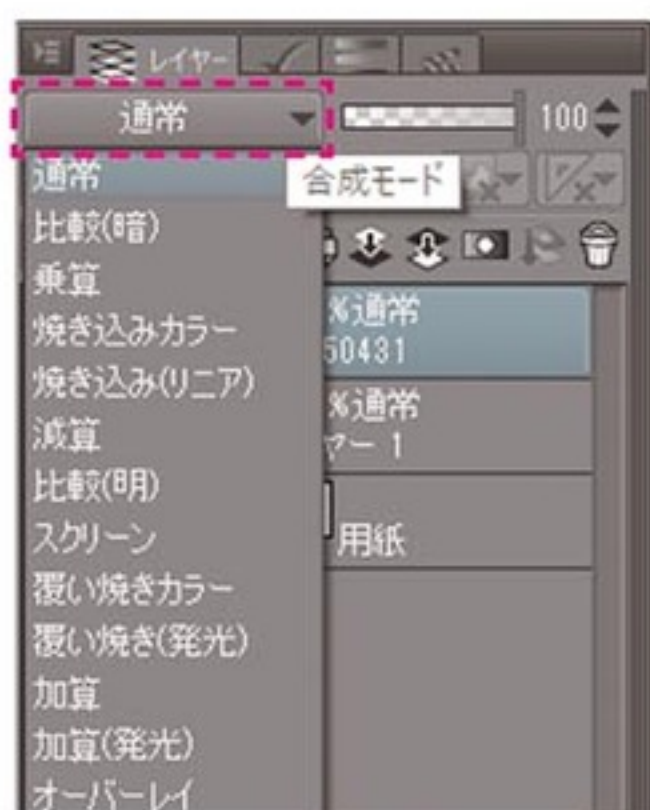 レイヤー
通常
100
通常
合成モード
比較(暗)
乗算
焼き込みカラー
%通常
50431
焼き込み(リニア)
%通常
減算
ヤー 1
比較(明)
スクリーン
用紙
覆い焼きカラー
覆い焼き(発光)
加算
加算(発光)
オーバーレイ